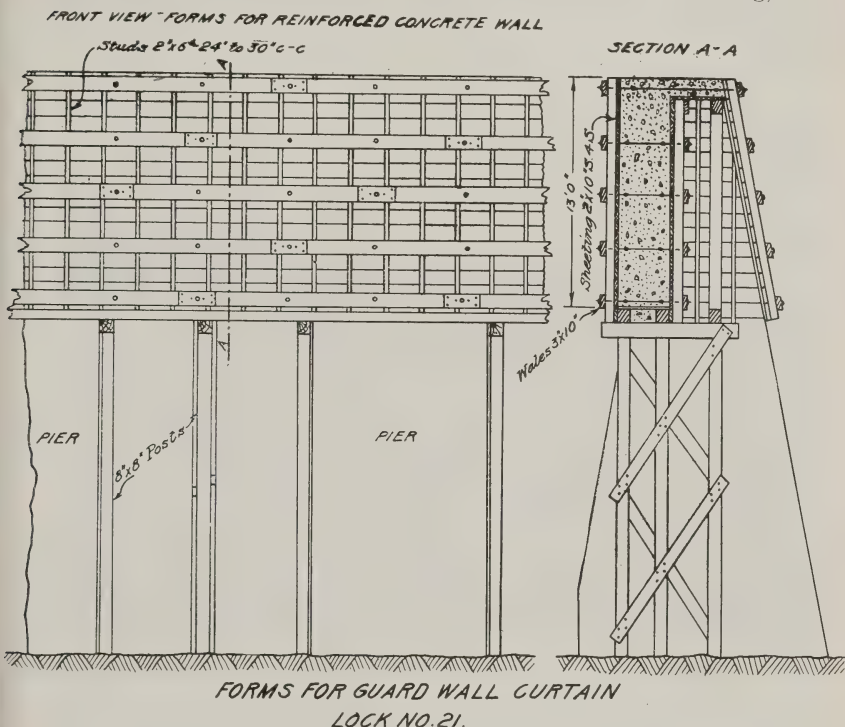 FRONT VIEW - FORMS FOR REINFORCED CONCRETE WALL
Studs 2"x6"-24" to 30" c-c
SECTION A-A
A
13'0"
Sheeting 2"x10" S.4.S.
Wales 3"x10"
A
PIER
8"x8" Posts
PIER
FORMS FOR GUARD WALL CURTAIN
LOCK NO. 21.